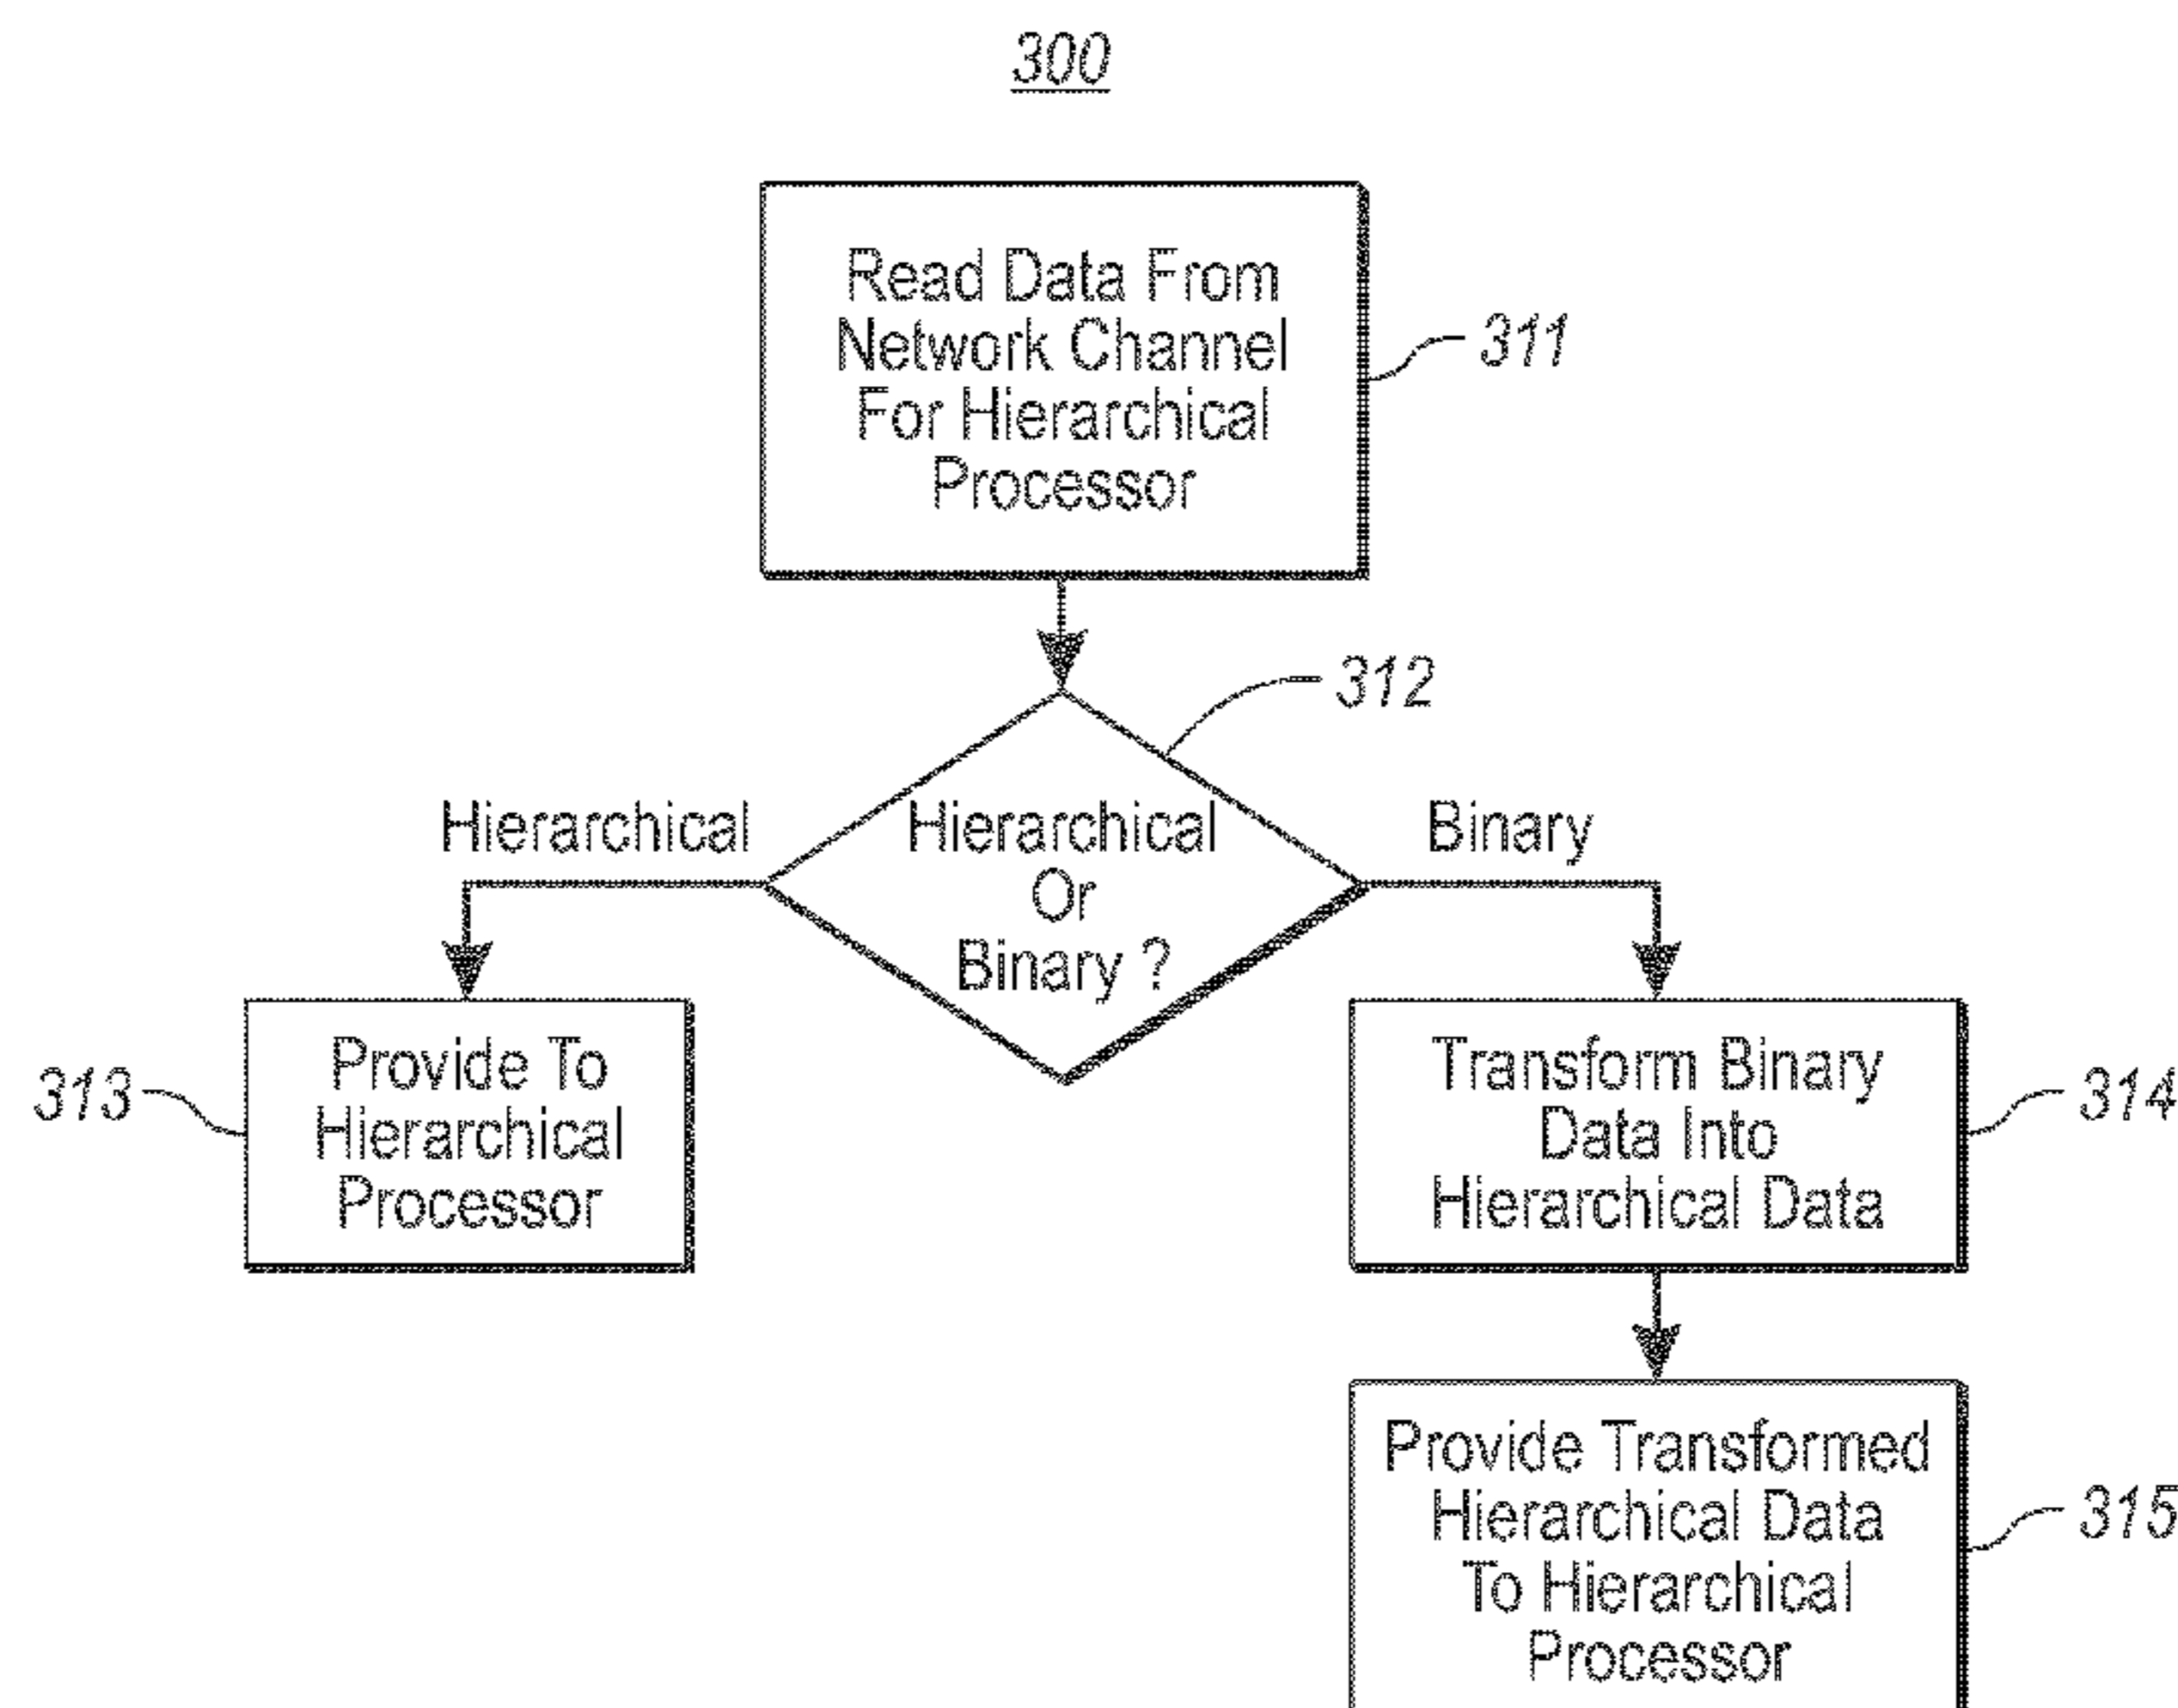 300
Read Data From
Network Channel
For Hierarchical
Processor
311
312
Hierarchical
Hierarchical
Or
Binary ?
Binary
313
Provide To
Hierarchical
Processor
Transform Binary
Data Into
Hierarchical Data
314
Provide Transformed
Hierarchical Data
To Hierarchical
Processor
315